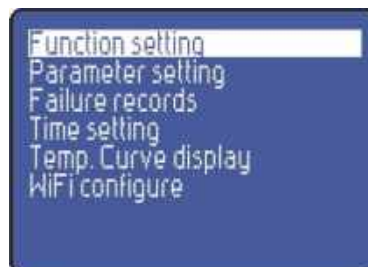 Function setting
Parameter setting
Failure records
Time setting
Temp. Curve display
WiFi configure